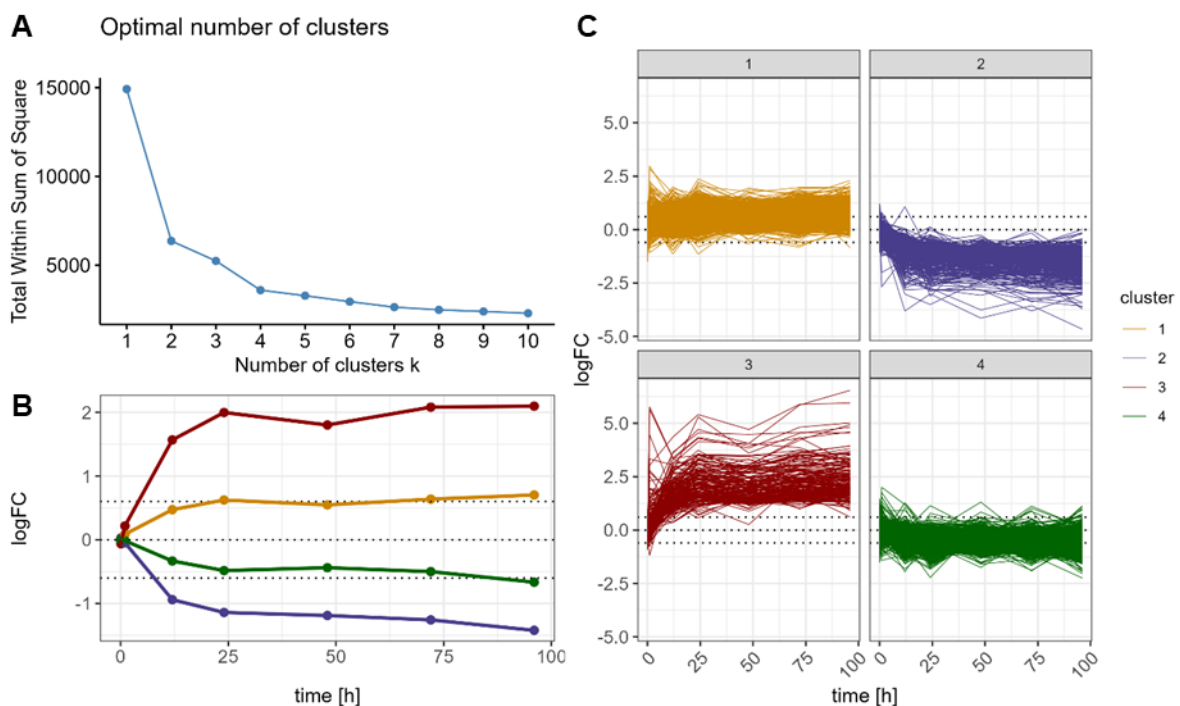 A
Optimal number of clusters
Total Within Sum of Square
15000
10000
5000
1 2 3 4 5 6 7 8 9 10
Number of clusters k
B
logFC
2
1
0
-1
0 25 50 75 100
time [h]
C
1 2
logFC
5.0
2.5
0.0
-2.5
-5.0
3 4
5.0
2.5
0.0
-2.5
-5.0
0 25 50 75 100 0 25 50 75 100
time [h]
cluster
1
2
3
4